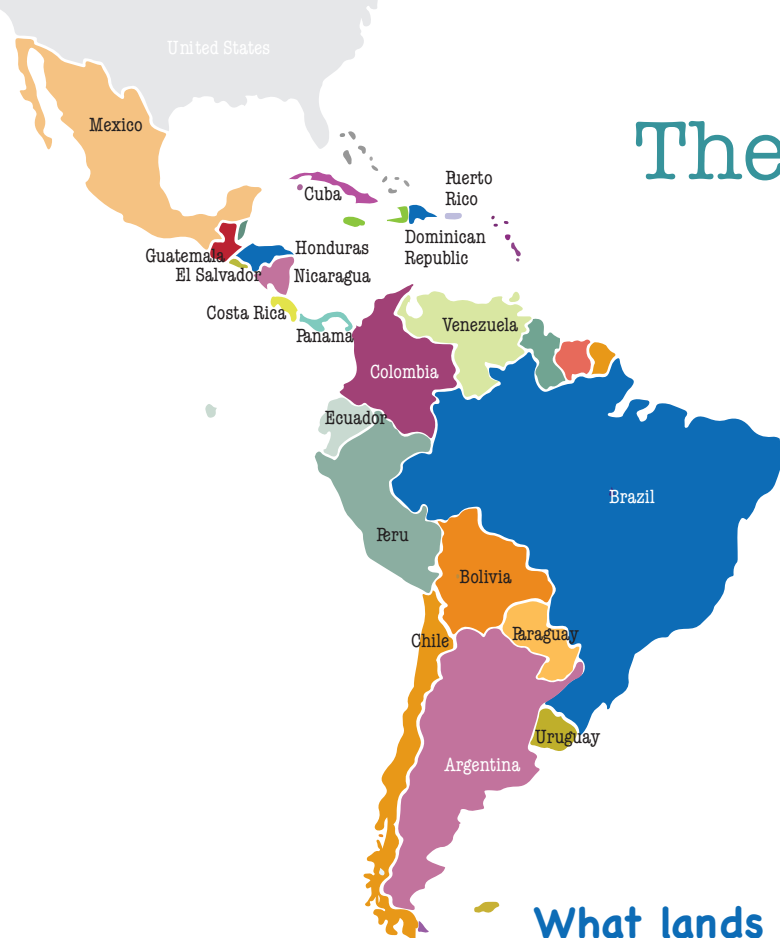 United States
The
Mexico
Puerto
Rico
Cuba
Dominican
Republic
Honduras
Guatemala
El Salvador
Nicaragua
Costa Rica
Panama
Venezuela
Colombia
Ecuador
Brazil
Peru
Bolivia
Paraguay
Chile
Uruguay
Argentina
What lands